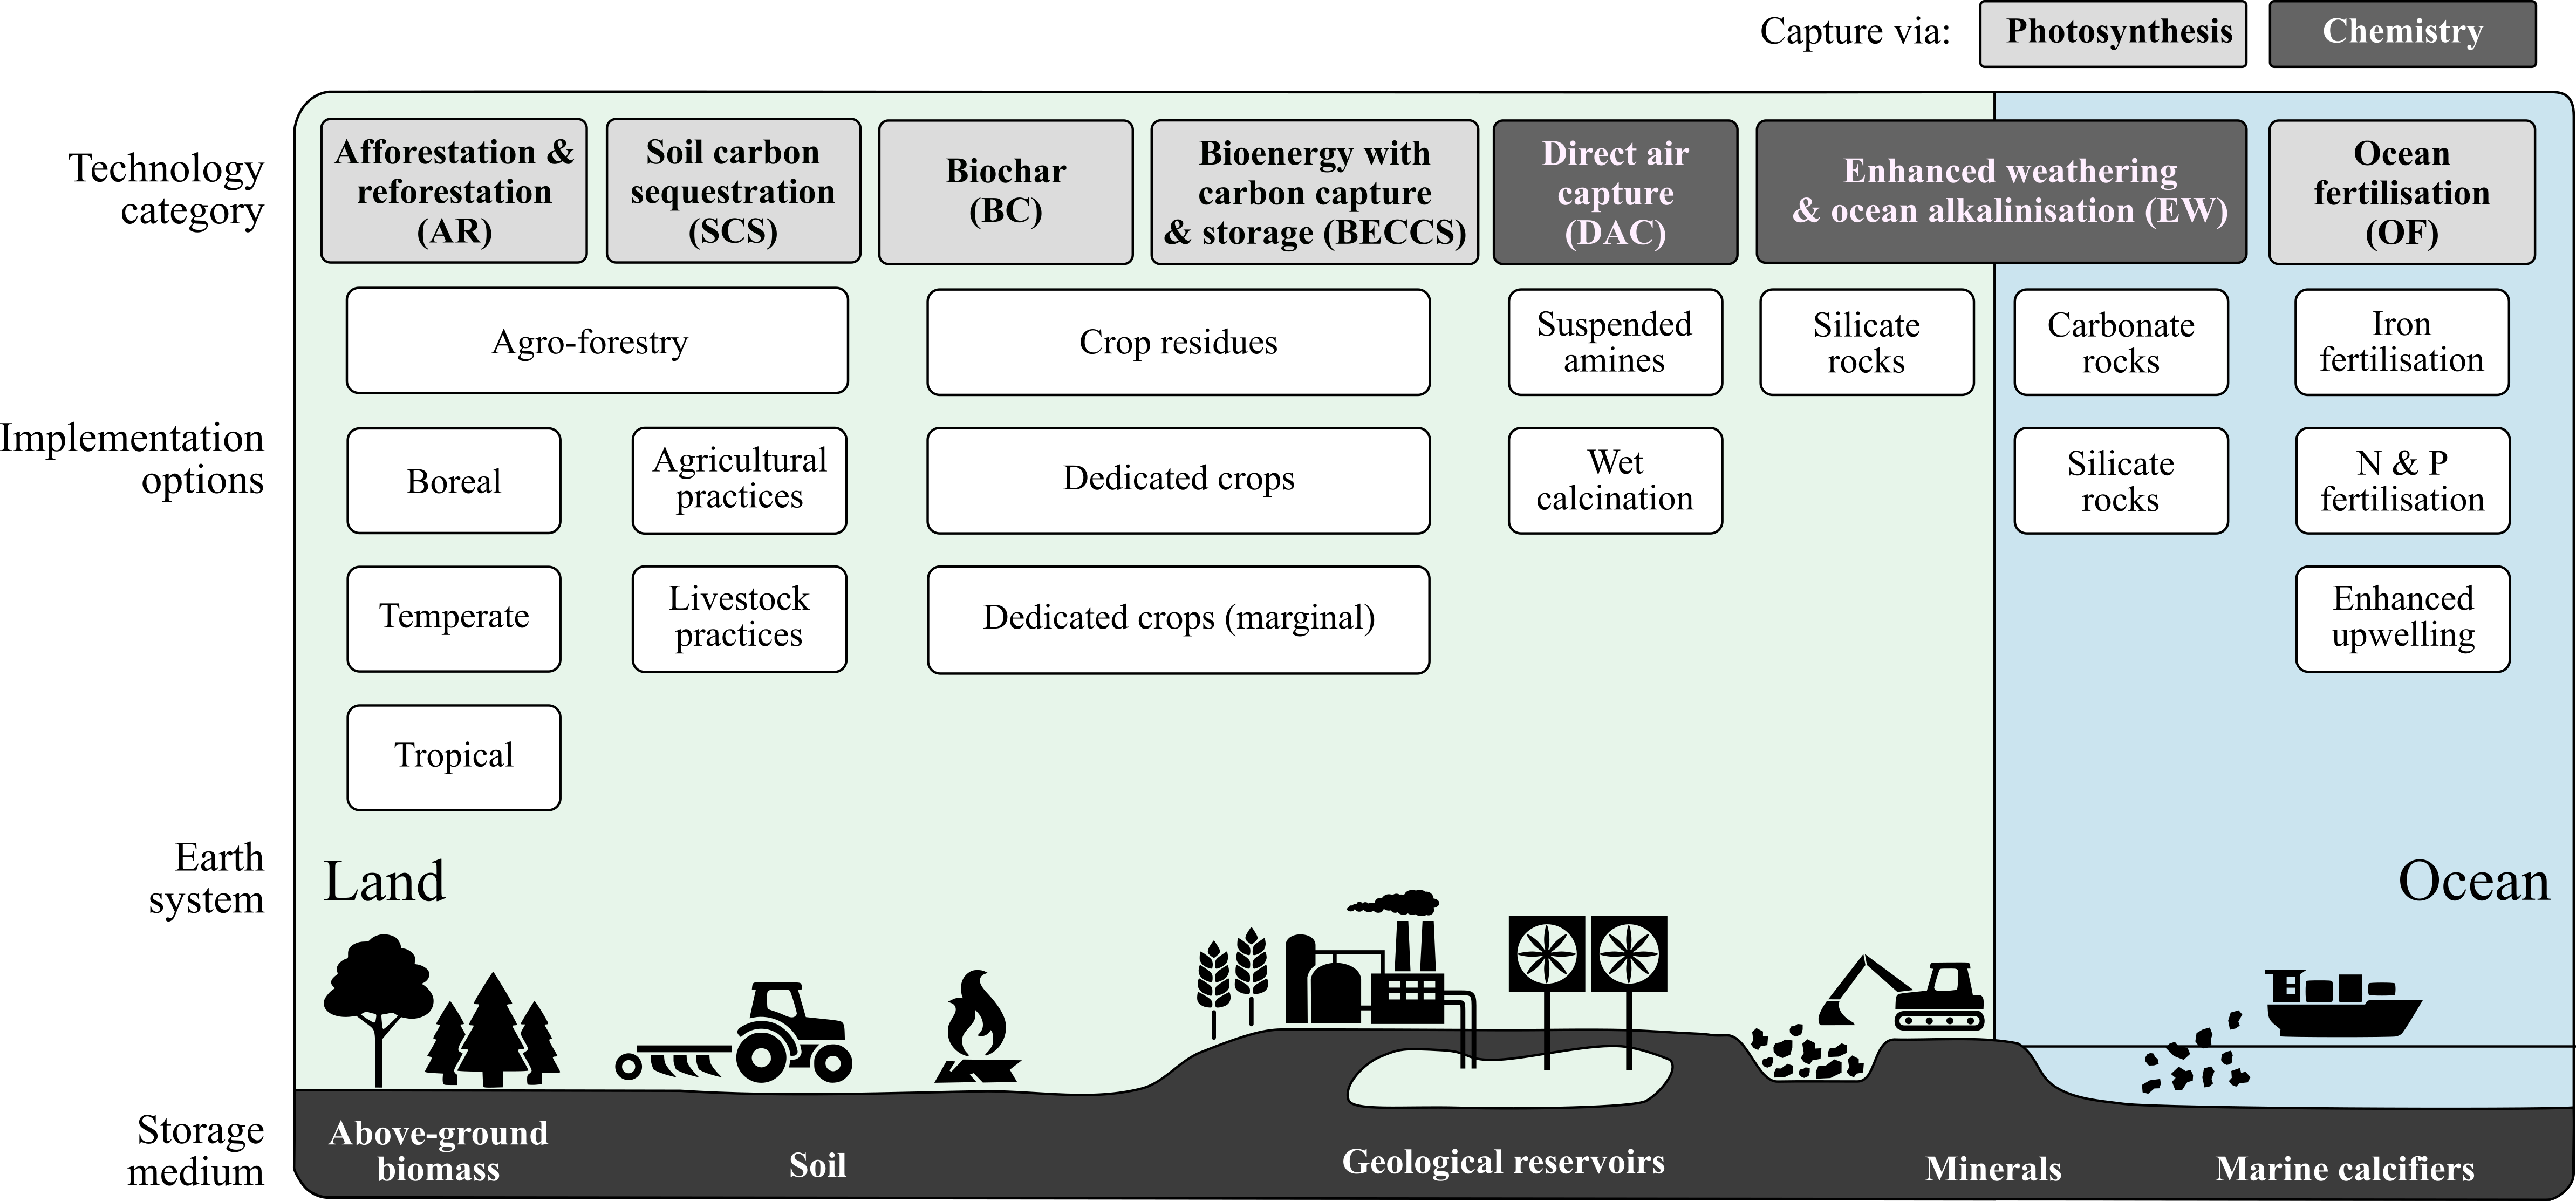 Capture via:
Photosynthesis
Chemistry
Technology
category
Afforestation &
reforestation
(AR)
Soil carbon
sequestration
(SCS)
Biochar
(BC)
Bioenergy with
carbon capture
& storage (BECCS)
Direct air
capture
(DAC)
Enhanced weathering
& ocean alkalinisation (EW)
Ocean
fertilisation
(OF)
Implementation
options
Agro-forestry
Crop residues
Suspended
amines
Silicate
rocks
Carbonate
rocks
Iron
fertilisation
Boreal
Agricultural
practices
Dedicated crops
Wet
calcination
Silicate
rocks
N & P
fertilisation
Temperate
Livestock
practices
Dedicated crops (marginal)
Enhanced
upwelling
Tropical
Earth
system
Land
Ocean
Storage
medium
Above-ground
biomass
Soil
Geological reservoirs
Minerals
Marine calcifiers